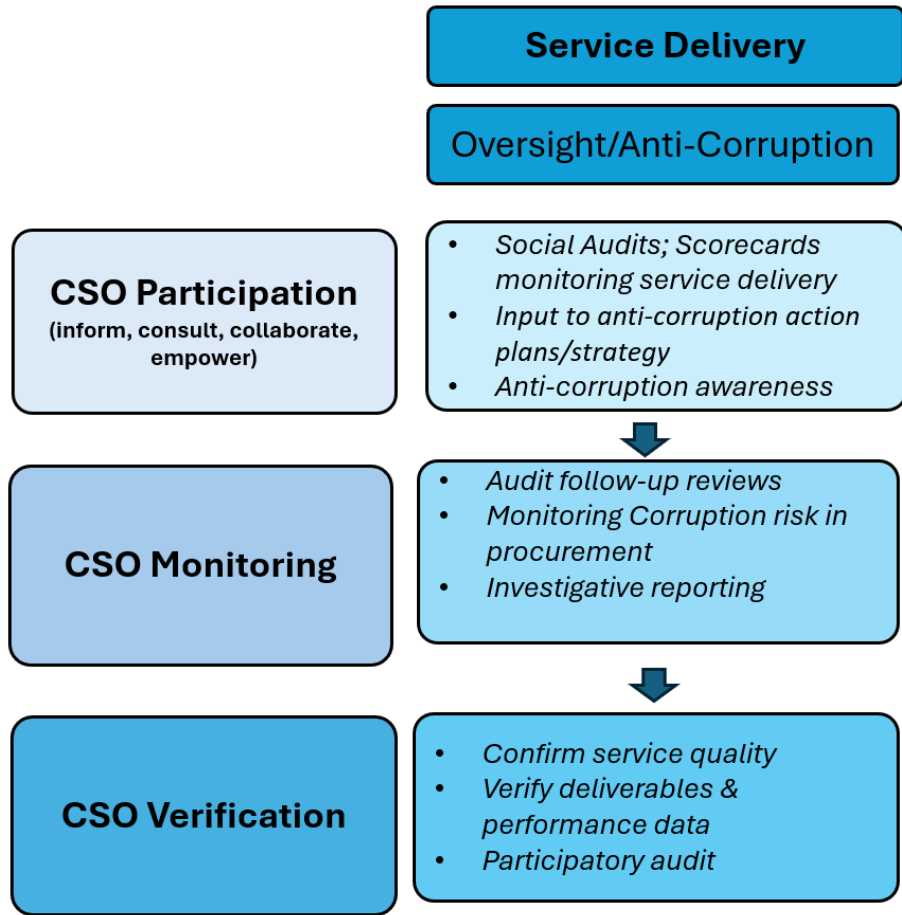 Service Delivery
Oversight/Anti-Corruption
CSO Participation
(inform, consult, collaborate,
empower)
• Social Audits; Scorecards
monitoring service delivery
• Input to anti-corruption action
plans/strategy
• Anti-corruption awareness
CSO Monitoring
• Audit follow-up reviews
• Monitoring Corruption risk in
procurement
• Investigative reporting
CSO Verification
• Confirm service quality
• Verify deliverables &
performance data
• Participatory audit